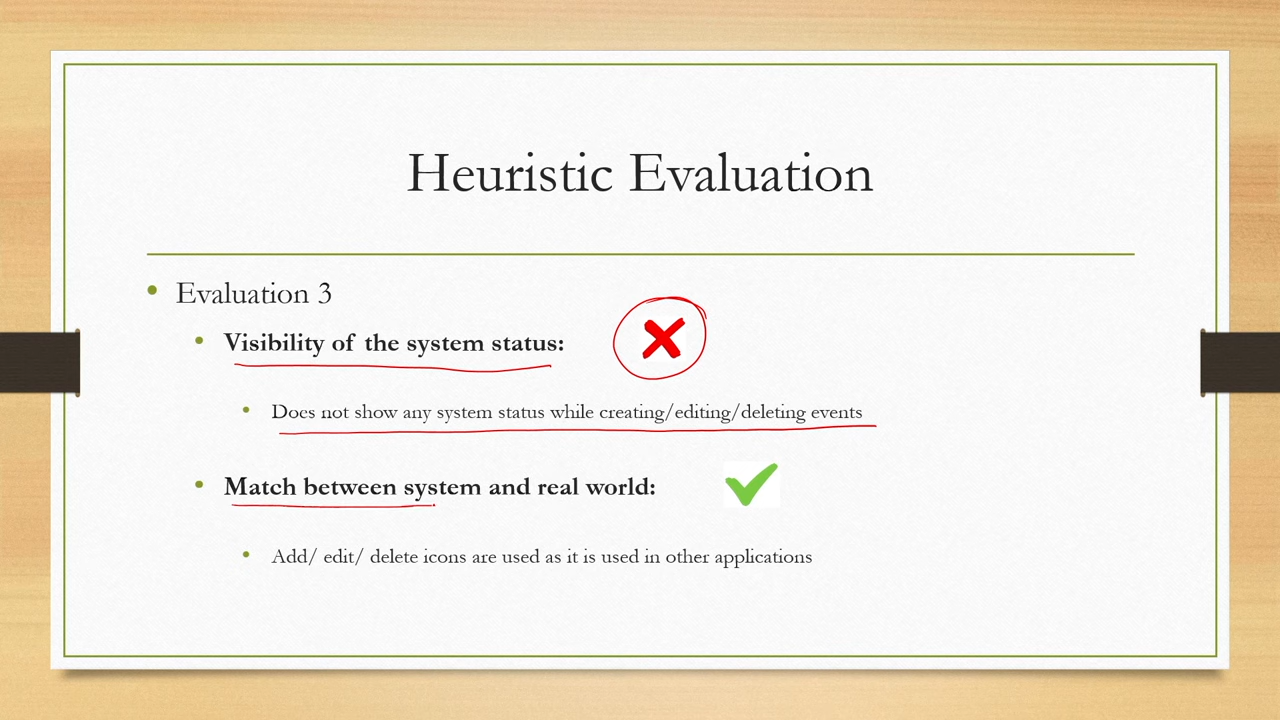 Heuristic Evaluation
Evaluation 3
Visibility of the system status:
Does not show any system status while creating/editing/deleting events
Match between system and real world:
Add/ edit/ delete icons are used as it is used in other applications